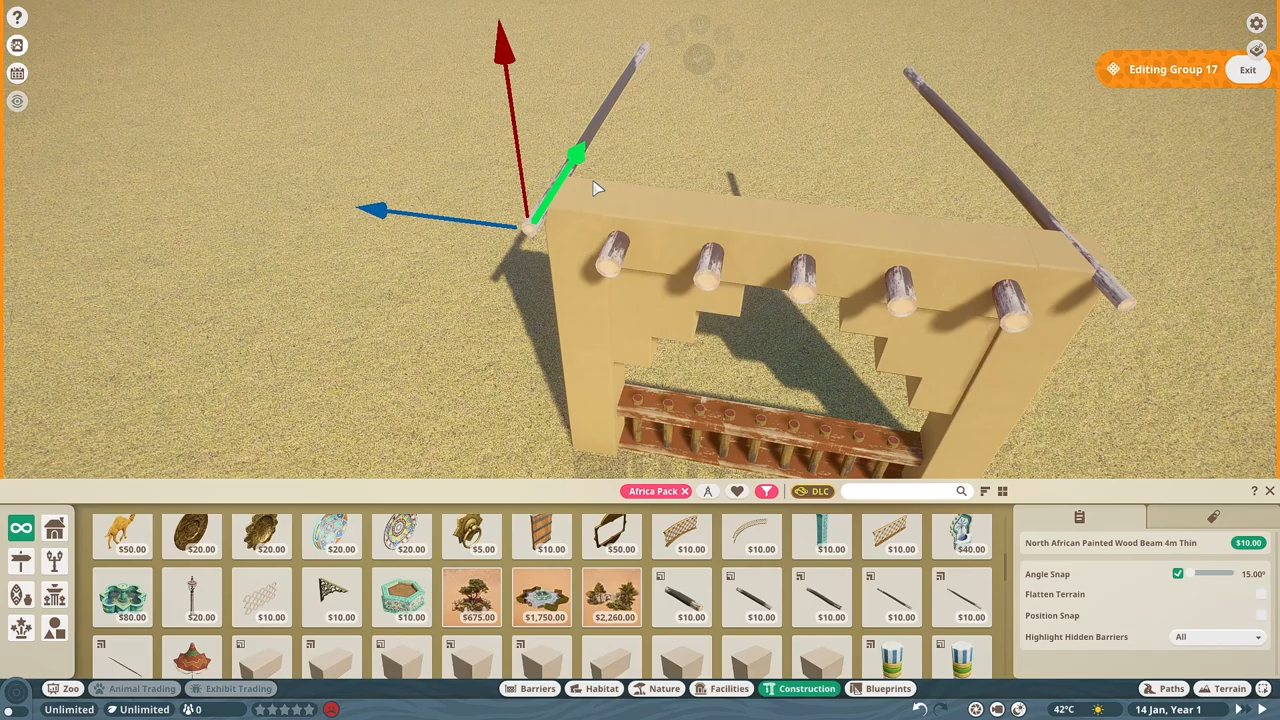 ?
Editing Group 17
Exit
Africa Pack ×
DLC
? ×
$50.00 $20.00 $20.00 $20.00 $20.00 $5.00 $10.00 $50.00 $10.00 $10.00 $10.00 $10.00 $40.00
$80.00 $20.00 $10.00 $10.00 $10.00 $675.00 $1,750.00 $2,260.00 $10.00 $10.00 $10.00 $10.00 $10.00
North African Painted Wood Beam 4m Thin $10.00
Angle Snap 15.00°
Flatten Terrain
Position Snap
Highlight Hidden Barriers All
Zoo Animal Trading Exhibit Trading Barriers Habitat Nature Facilities Construction Blueprints Paths Terrain
Unlimited Unlimited 0 42°C 14 Jan, Year 1